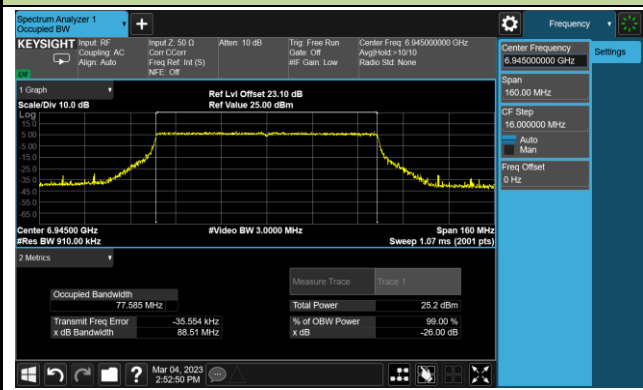 Spectrum Analyzer 1
Occupied BW
Frequency
KEYSIGHT
Input: RF
Coupling: AC
Align: Auto
Input Z: 50 Ω
Corr CCorr
Freq Ref: Int (S)
NFE: Off
Atten: 10 dB
Trig: Free Run
Gate: Off
#IF Gain: Low
Center Freq: 6.945000000 GHz
Avg|Hold:>10/10
Radio Std: None
Center Frequency
6.945000000 GHz
Settings
Span
160.00 MHz
CF Step
16.000000 MHz
Auto
Man
Freq Offset
0 Hz
1 Graph
Scale/Div 10.0 dB
Ref Lvl Offset 23.10 dB
Ref Value 25.00 dBm
Log
15.0
5.00
-5.00
-15.0
-25.0
-35.0
-45.0
-55.0
-65.0
Center 6.94500 GHz
#Res BW 910.00 kHz
#Video BW 3.0000 MHz
Span 160 MHz
Sweep 1.07 ms (2001 pts)
2 Metrics
Measure Trace
Trace 1
Occupied Bandwidth
77.585 MHz
Total Power
25.2 dBm
Transmit Freq Error
-35.554 kHz
% of OBW Power
99.00 %
x dB Bandwidth
88.51 MHz
x dB
-26.00 dB
?
Mar 04, 2023
2:52:50 PM